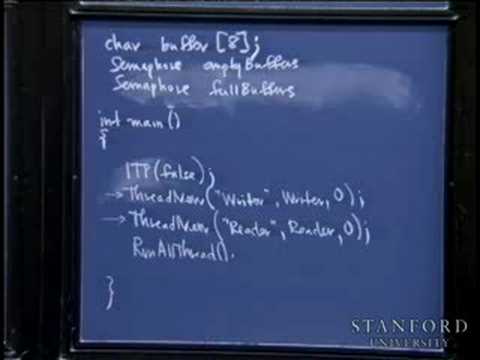 char buffer [8];
Semaphore emptyBuffers
Semaphore fullBuffers
int main()
{
ITP(false);
→ ThreadNew("Writer", Writer, 0);
→ ThreadNew("Reader", Reader, 0);
RunAllThread().
}
STANFORD
UNIVERSITY